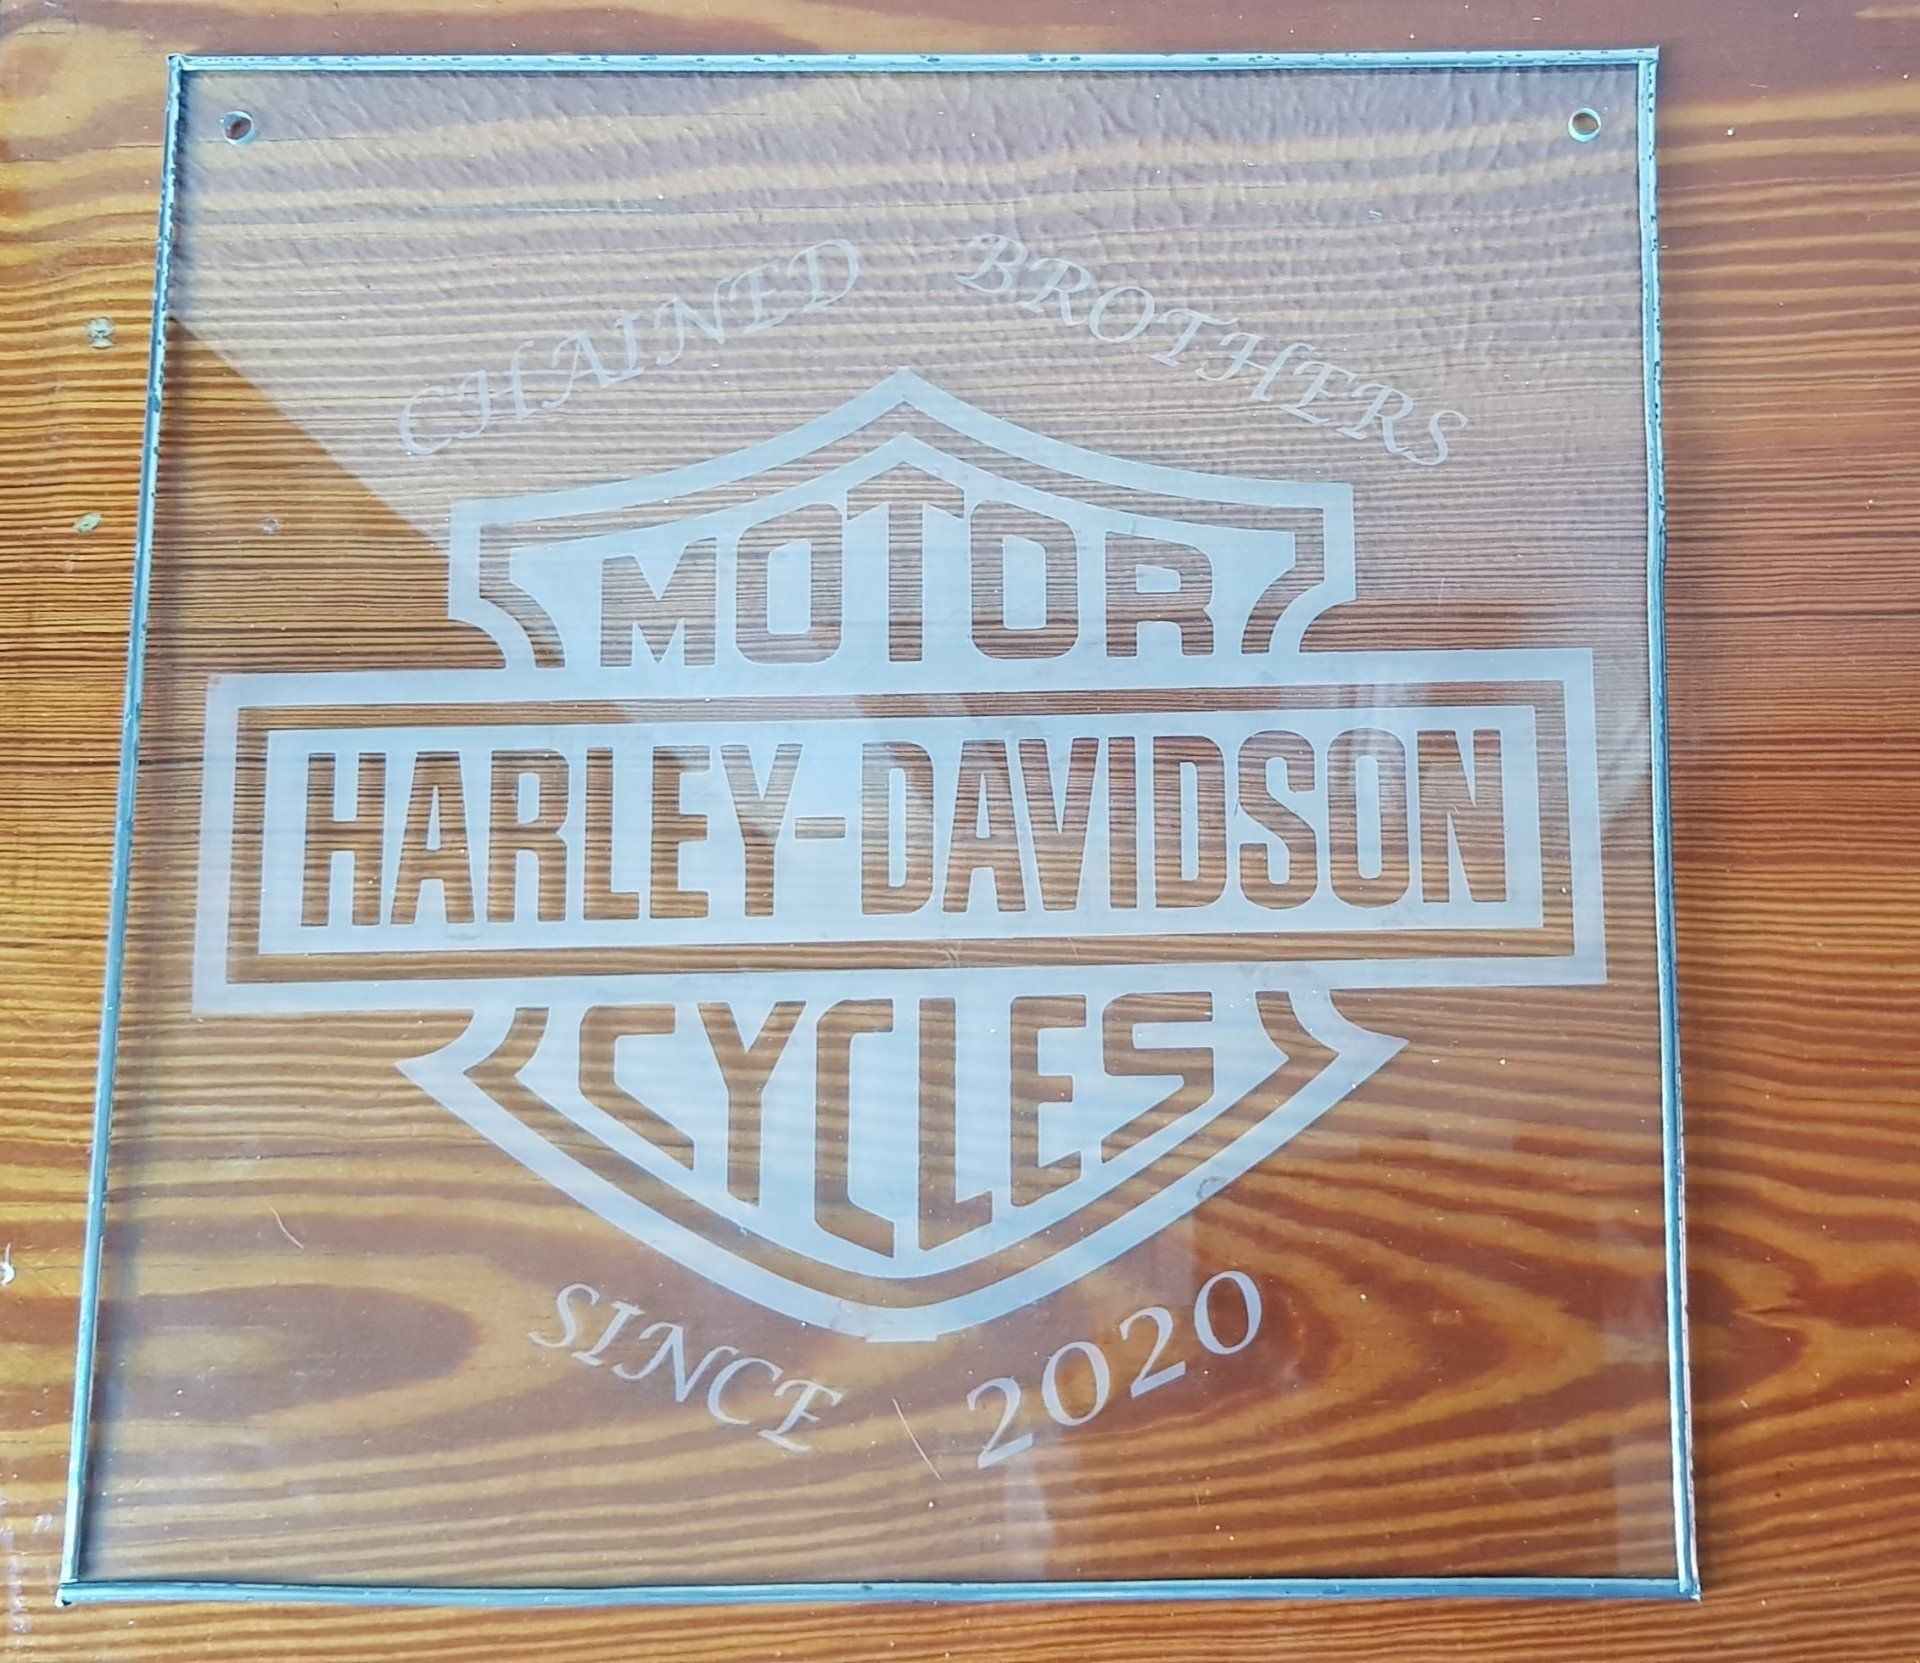 CHAINED BROTHERS
MOTOR
HARLEY-DAVIDSON
CYCLES
SINCE 2020